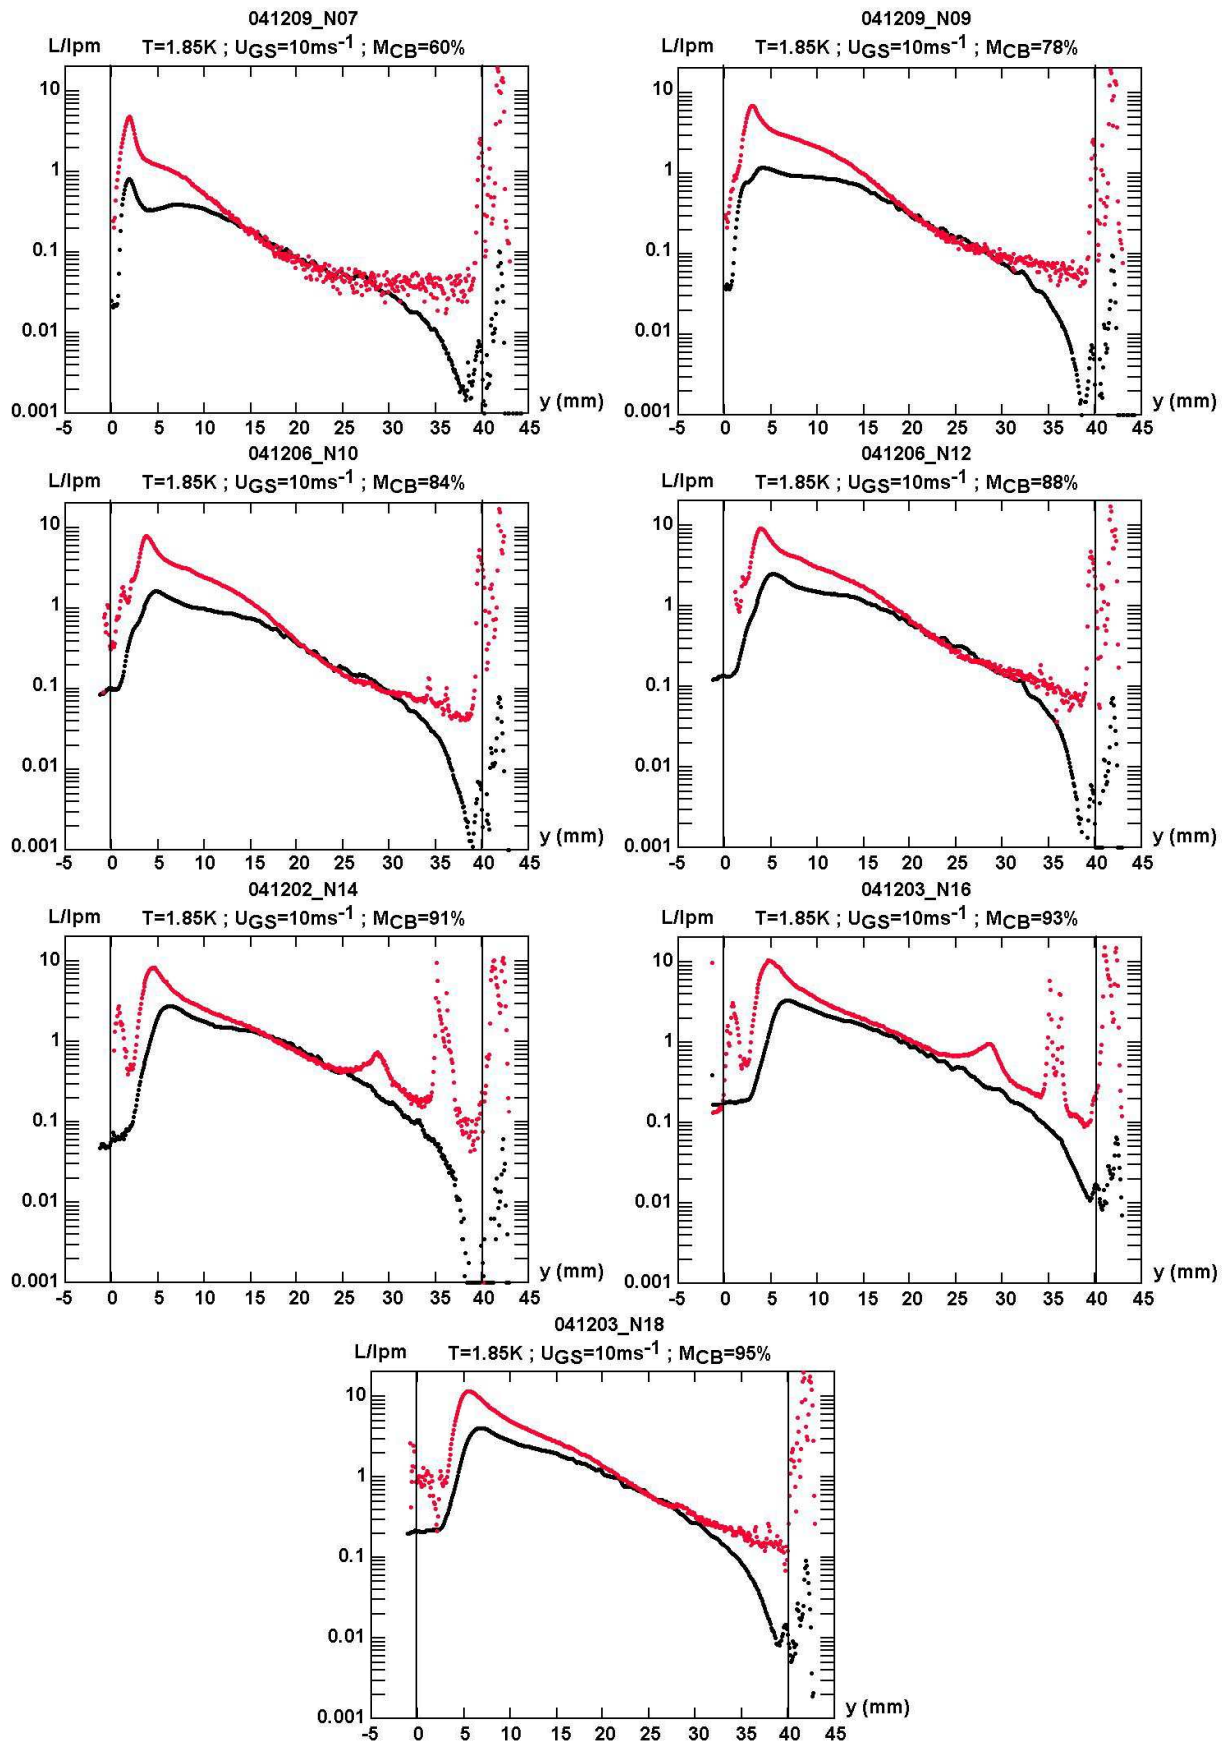 041209_N07
L/lpm T=1.85K ; UGS=10ms-1 ; MCB=60%
10
1
0.1
0.01
0.001
y (mm)
-5 0 5 10 15 20 25 30 35 40 45
041209_N09
L/lpm T=1.85K ; UGS=10ms-1 ; MCB=78%
10
1
0.1
0.01
0.001
y (mm)
-5 0 5 10 15 20 25 30 35 40 45
041206_N10
L/lpm T=1.85K ; UGS=10ms-1 ; MCB=84%
10
1
0.1
0.01
0.001
y (mm)
-5 0 5 10 15 20 25 30 35 40 45
041206_N12
L/lpm T=1.85K ; UGS=10ms-1 ; MCB=88%
10
1
0.1
0.01
0.001
y (mm)
-5 0 5 10 15 20 25 30 35 40 45
041202_N14
L/lpm T=1.85K ; UGS=10ms-1 ; MCB=91%
10
1
0.1
0.01
0.001
y (mm)
-5 0 5 10 15 20 25 30 35 40 45
041203_N16
L/lpm T=1.85K ; UGS=10ms-1 ; MCB=93%
10
1
0.1
0.01
0.001
y (mm)
-5 0 5 10 15 20 25 30 35 40 45
041203_N18
L/lpm T=1.85K ; UGS=10ms-1 ; MCB=95%
10
1
0.1
0.01
0.001
y (mm)
-5 0 5 10 15 20 25 30 35 40 45